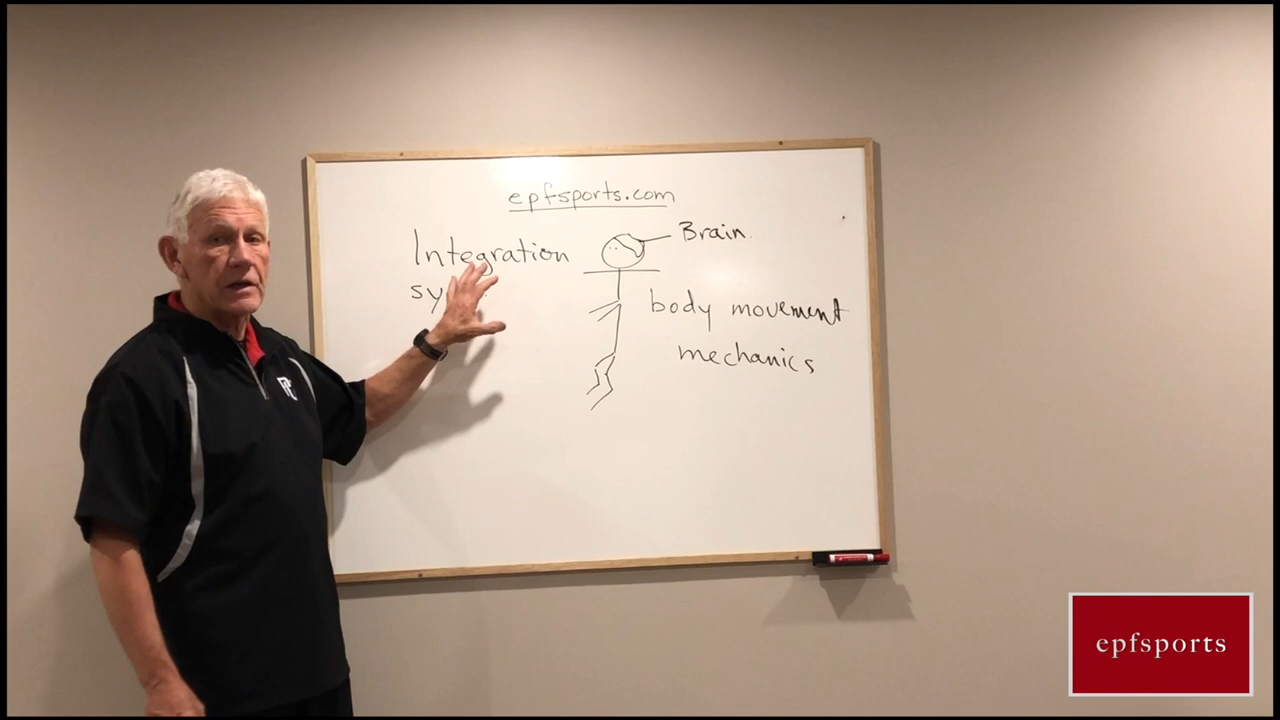 epfsports.com
Integration
Brain.
body movement
mechanics
epfsports